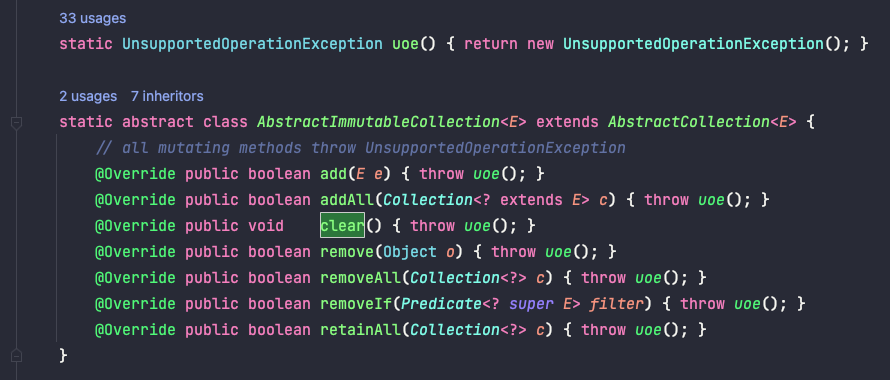 33 usages
static UnsupportedOperationException uoe() { return new UnsupportedOperationException(); }
2 usages   7 inheritors
static abstract class AbstractImmutableCollection<E> extends AbstractCollection<E> {
    // all mutating methods throw UnsupportedOperationException
    @Override public boolean add(E e) { throw uoe(); }
    @Override public boolean addAll(Collection<? extends E> c) { throw uoe(); }
    @Override public void    clear() { throw uoe(); }
    @Override public boolean remove(Object o) { throw uoe(); }
    @Override public boolean removeAll(Collection<?> c) { throw uoe(); }
    @Override public boolean removeIf(Predicate<? super E> filter) { throw uoe(); }
    @Override public boolean retainAll(Collection<?> c) { throw uoe(); }
}